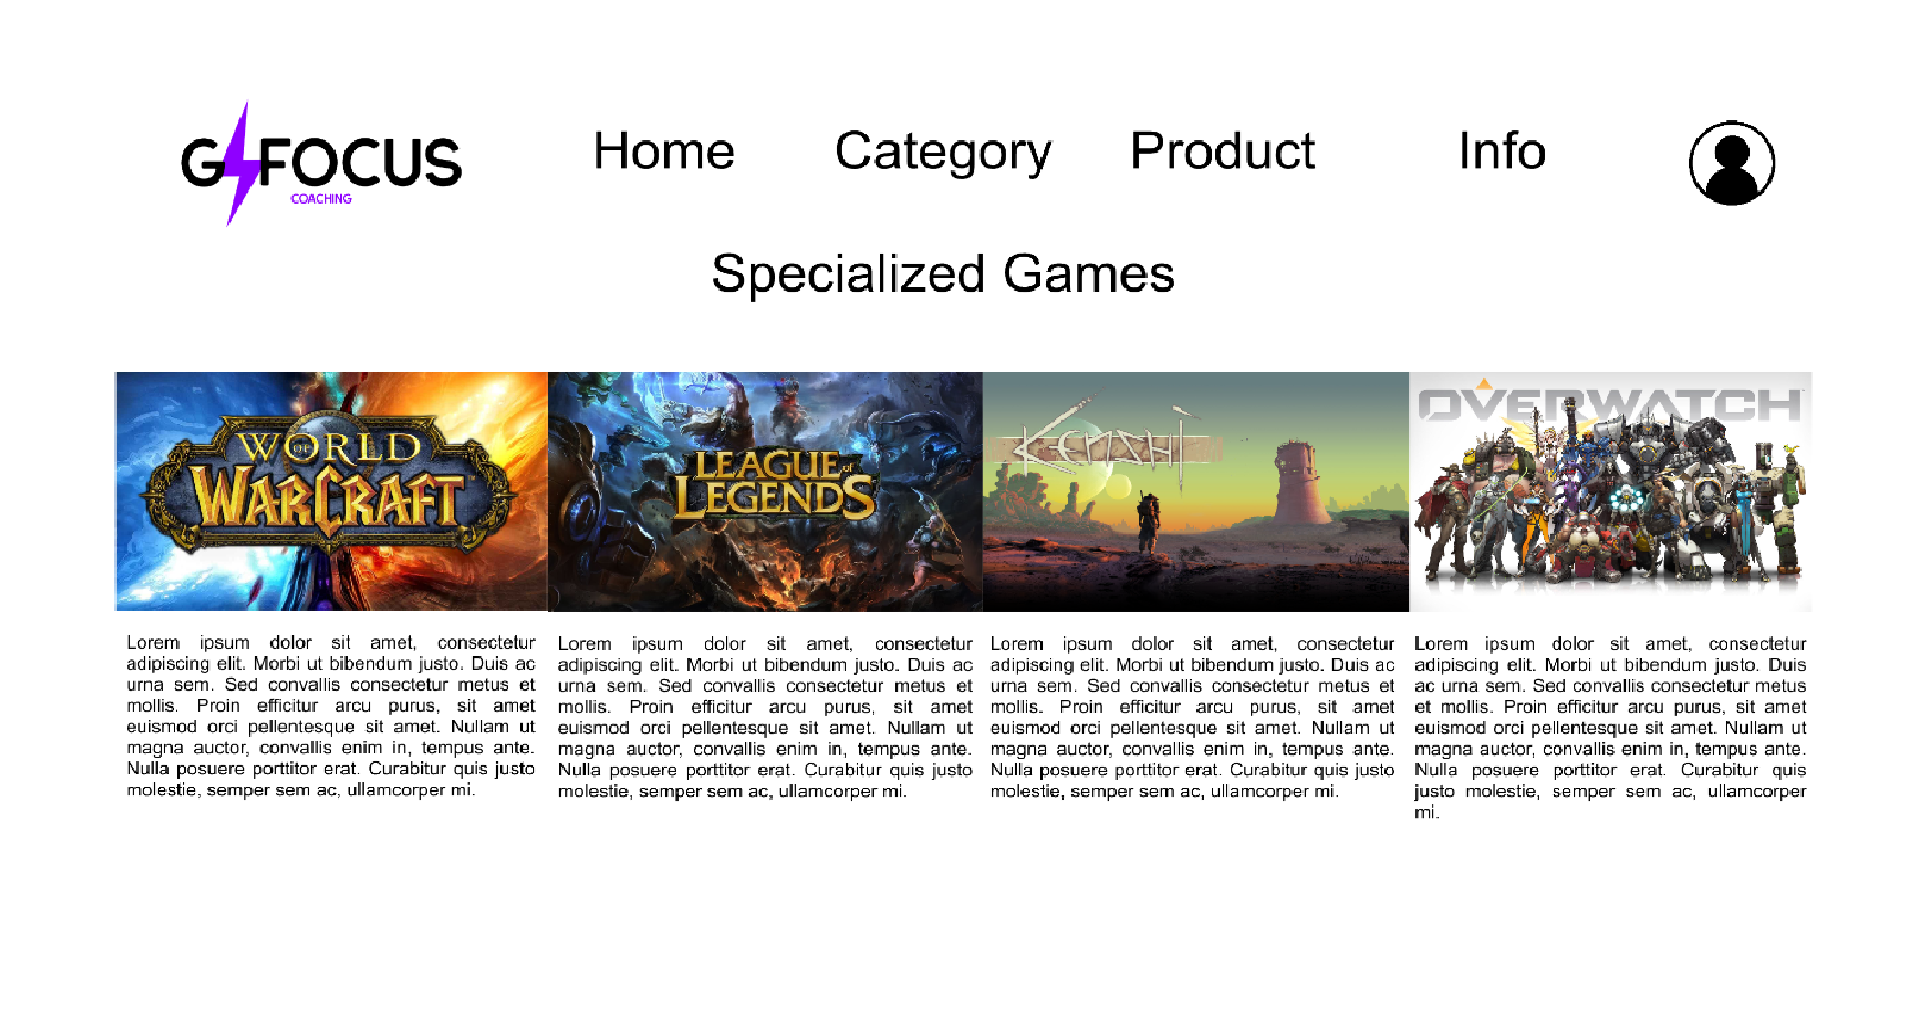 G FOCUS
COACHING
Home Category Product Info
Specialized Games
WORLD
OF
WARCRAFT
LEAGUE of
LEGENDS
KENSHI
OVERWATCH
Lorem ipsum dolor sit amet, consectetur
adipiscing elit. Morbi ut bibendum justo. Duis ac
urna sem. Sed convallis consectetur metus et
mollis. Proin efficitur arcu purus, sit amet
euismod orci pellentesque sit amet. Nullam ut
magna auctor, convallis enim in, tempus ante.
Nulla posuere porttitor erat. Curabitur quis justo
molestie, semper sem ac, ullamcorper mi.
Lorem ipsum dolor sit amet, consectetur
adipiscing elit. Morbi ut bibendum justo. Duis ac
urna sem. Sed convallis consectetur metus et
mollis. Proin efficitur arcu purus, sit amet
euismod orci pellentesque sit amet. Nullam ut
magna auctor, convallis enim in, tempus ante.
Nulla posuere porttitor erat. Curabitur quis justo
molestie, semper sem ac, ullamcorper mi.
Lorem ipsum dolor sit amet, consectetur
adipiscing elit. Morbi ut bibendum justo. Duis ac
urna sem. Sed convallis consectetur metus et
mollis. Proin efficitur arcu purus, sit amet
euismod orci pellentesque sit amet. Nullam ut
magna auctor, convallis enim in, tempus ante.
Nulla posuere porttitor erat. Curabitur quis justo
molestie, semper sem ac, ullamcorper mi.
Lorem ipsum dolor sit amet, consectetur
adipiscing elit. Morbi ut bibendum justo. Duis
ac urna sem. Sed convallis consectetur metus
et mollis. Proin efficitur arcu purus, sit amet
euismod orci pellentesque sit amet. Nullam ut
magna auctor, convallis enim in, tempus ante.
Nulla posuere porttitor erat. Curabitur quis
justo molestie, semper sem ac, ullamcorper
mi.